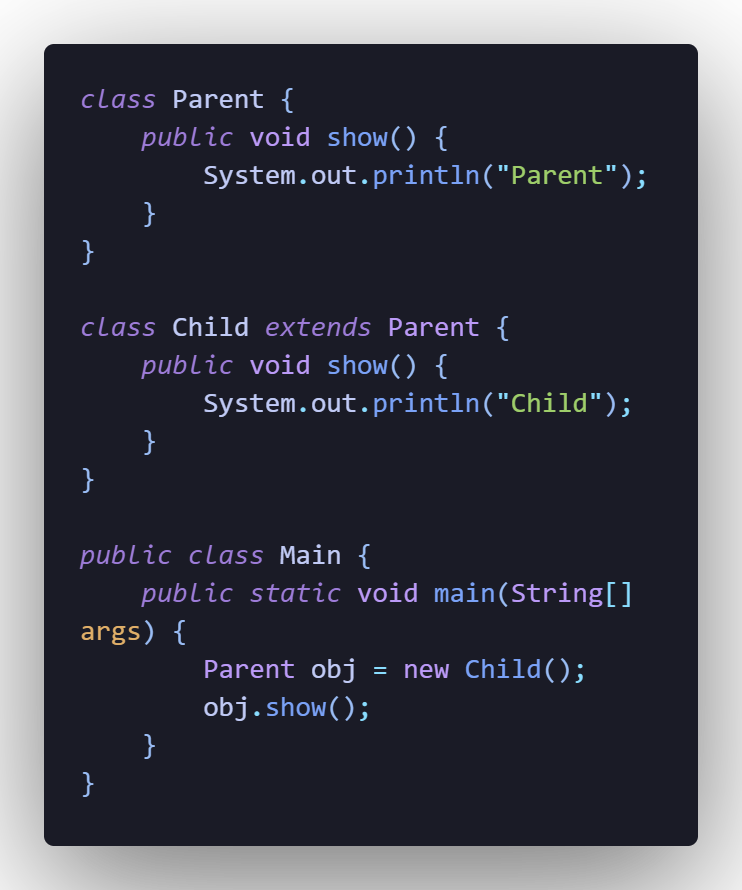 class Parent {
    public void show() {
        System.out.println("Parent");
    }
}

class Child extends Parent {
    public void show() {
        System.out.println("Child");
    }
}

public class Main {
    public static void main(String[]
args) {
        Parent obj = new Child();
        obj.show();
    }
}